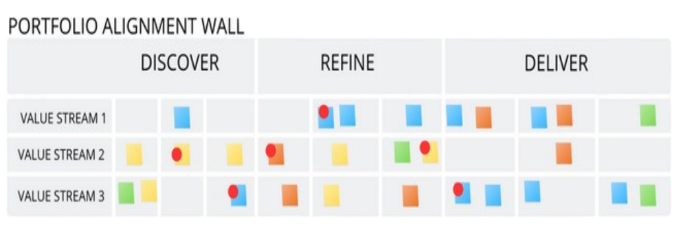 PORTFOLIO ALIGNMENT WALL
DISCOVER REFINE DELIVER
VALUE STREAM 1
VALUE STREAM 2
VALUE STREAM 3